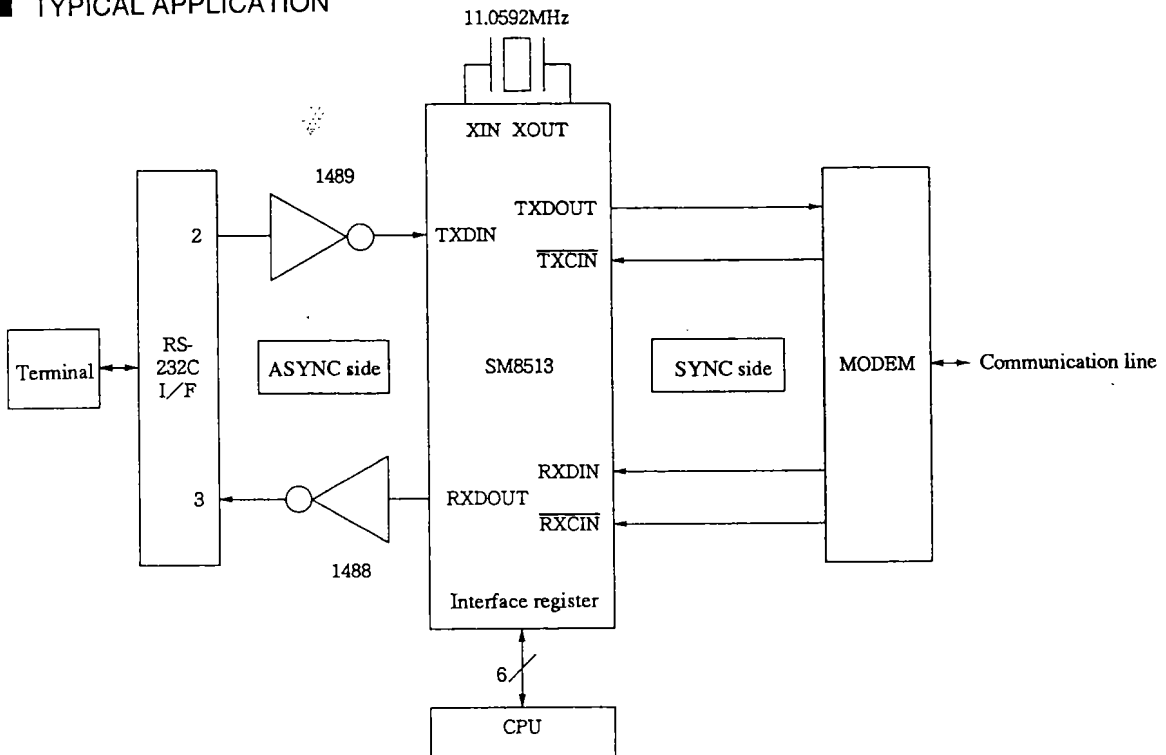 TYPICAL APPLICATION
11.0592MHz
XIN XOUT
1489
TXDOUT
2
TXDIN
TXCIN
RS-
232C
I/F
Terminal
ASYNC side
SM8513
SYNC side
MODEM
Communication line
RXDIN
3
RXDOUT
RXCIN
1488
Interface register
6
CPU